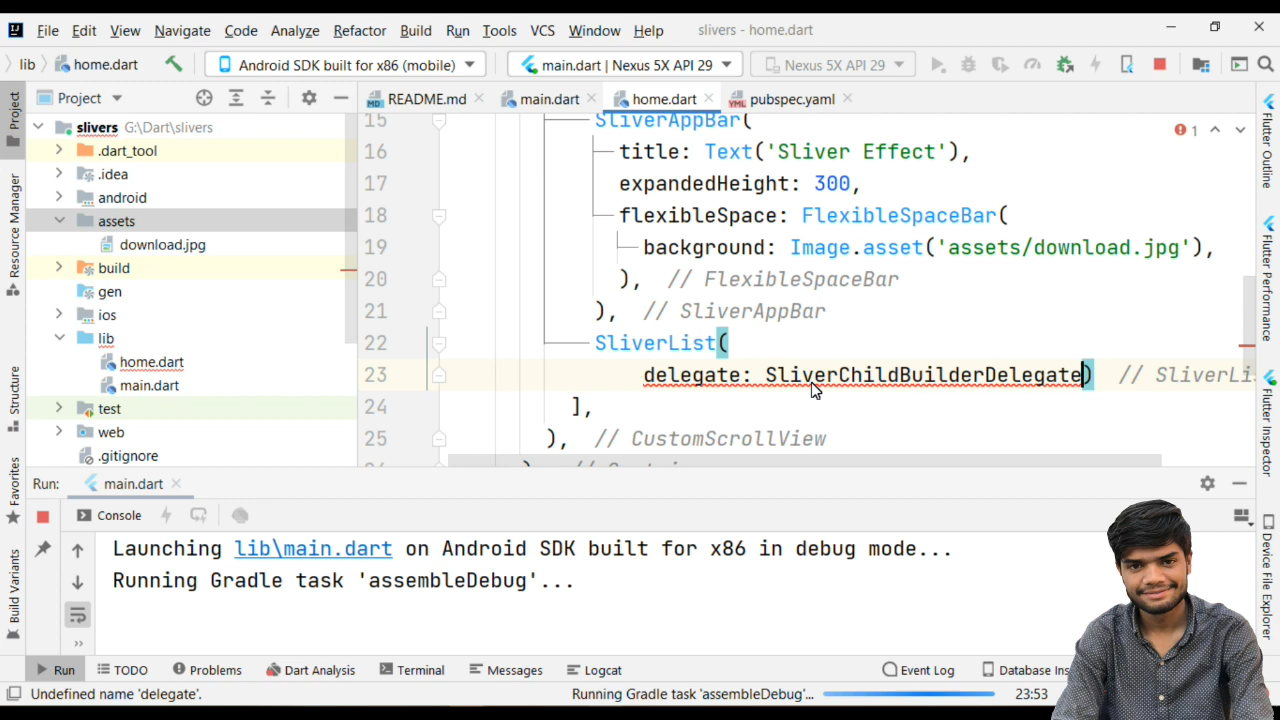 File Edit View Navigate Code Analyze Refactor Build Run Tools VCS Window Help slivers - home.dart
lib home.dart Android SDK built for x86 (mobile) main.dart | Nexus 5X API 29 Nexus 5X API 29
Project
Resource Manager
Structure
Favorites
Build Variants
Project
slivers G:\Dart\slivers
.dart_tool
.idea
android
assets
download.jpg
build
gen
ios
lib
home.dart
main.dart
test
web
.gitignore
README.md main.dart home.dart pubspec.yaml
1
15 SliverAppBar(
16 title: Text('Sliver Effect'),
17 expandedHeight: 300,
18 flexibleSpace: FlexibleSpaceBar(
19 background: Image.asset('assets/download.jpg'),
20 ), // FlexibleSpaceBar
21 ), // SliverAppBar
22 SliverList(
23 delegate: SliverChildBuilderDelegate) // SliverLi
24 ],
25 ), // CustomScrollView
Flutter Outline
Flutter Performance
Flutter Inspector
Device File Explorer
Run: main.dart
Console
Launching lib\main.dart on Android SDK built for x86 in debug mode...
Running Gradle task 'assembleDebug'...
Run TODO Problems Dart Analysis Terminal Messages Logcat Event Log Database Ins
Undefined name 'delegate'. Running Gradle task 'assembleDebug'... 23:53